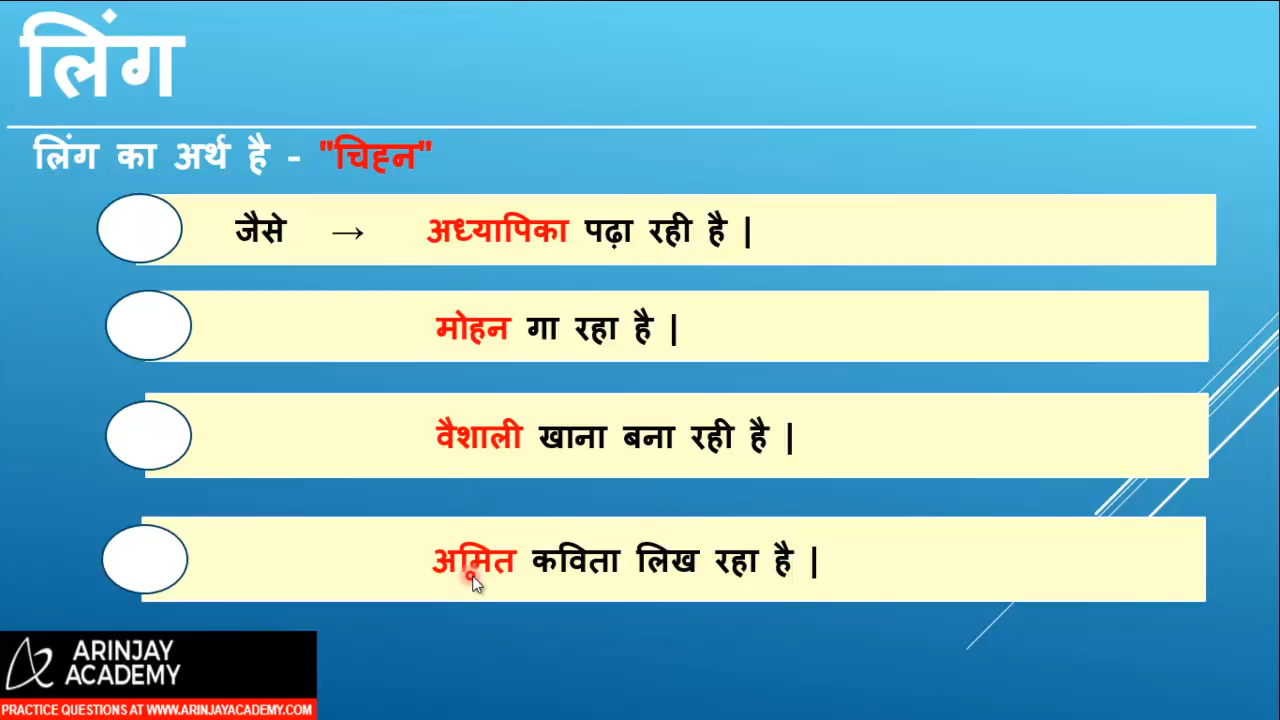 लिंग
लिंग का अर्थ है - "चिह्न"
जैसे → अध्यापिका पढ़ा रही है |
मोहन गा रहा है |
वैशाली खाना बना रही है |
अमित कविता लिख रहा है |
ARINJAY
ACADEMY
PRACTICE QUESTIONS AT WWW.ARINJAYACADEMY.COM